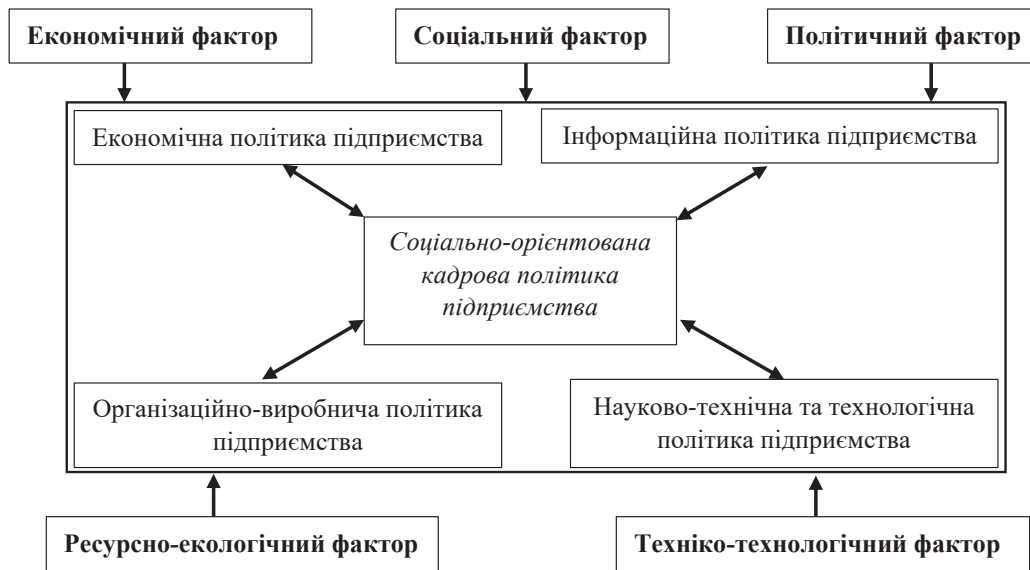 Економічний фактор
Соціальний фактор
Політичний фактор
Економічна політика підприємства
Інформаційна політика підприємства
Соціально-орієнтована
кадрова політика
підприємства
Організаційно-виробнича політика
підприємства
Науково-технічна та технологічна
політика підприємства
Ресурсно-екологічний фактор
Техніко-технологічний фактор